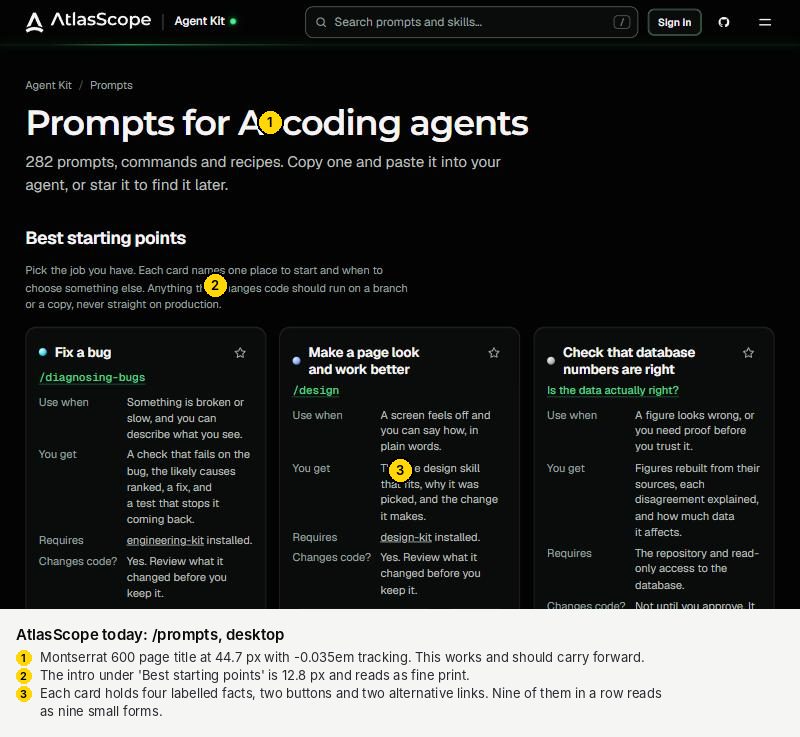 AtlasScope
Agent Kit
Search prompts and skills...
/
Sign in
Agent Kit / Prompts
Prompts for A 1 coding agents
282 prompts, commands and recipes. Copy one and paste it into your
agent, or star it to find it later.
Best starting points
Pick the job you have. Each card names one place to start and when to
choose something else. Anything 2 changes code should run on a branch
or a copy, never straight on production.
Fix a bug
/diagnosing-bugs
Use when Something is broken or
slow, and you can
describe what you see.
You get A check that fails on the
bug, the likely causes
ranked, a fix, and
a test that stops it
coming back.
Requires engineering-kit installed.
Changes code? Yes. Review what it
changed before you
keep it.
Make a page look
and work better
/design
Use when A screen feels off and
you can say how, in
plain words.
You get 3 design skill
that fits, why it was
picked, and the change
it makes.
Requires design-kit installed.
Changes code? Yes. Review what it
changed before you
keep it.
Check that database
numbers are right
Is the data actually right?
Use when A figure looks wrong, or
you need proof before
you trust it.
You get Figures rebuilt from their
sources, each
disagreement explained,
and how much data
it affects.
Requires The repository and read-
only access to the
database.
Changes code? Not until you approve. It
AtlasScope today: /prompts, desktop
1 Montserrat 600 page title at 44.7 px with -0.035em tracking. This works and should carry forward.
2 The intro under 'Best starting points' is 12.8 px and reads as fine print.
3 Each card holds four labelled facts, two buttons and two alternative links. Nine of them in a row reads
as nine small forms.